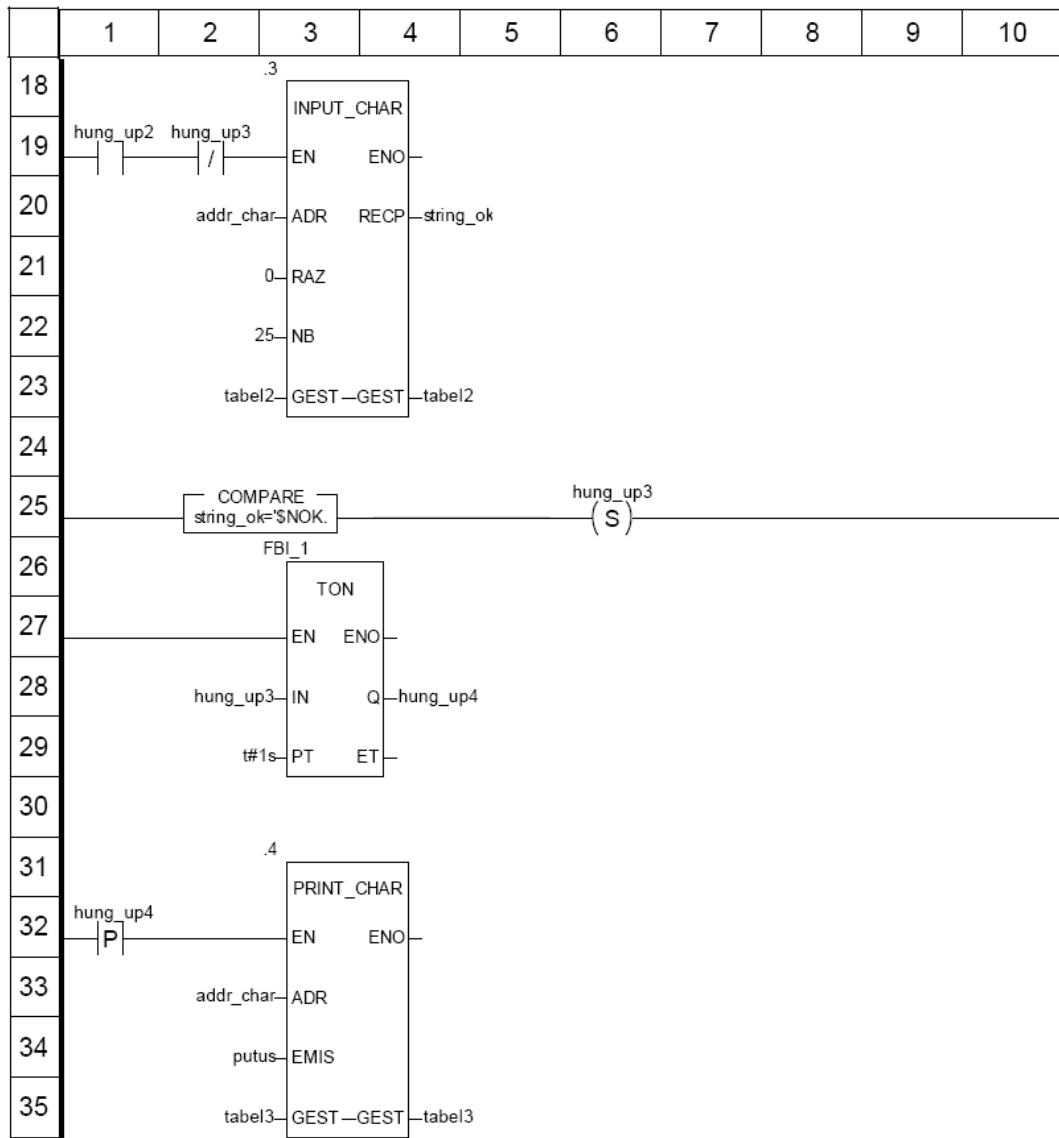 1 2 3 4 5 6 7 8 9 10
18
.3
INPUT_CHAR
19
hung_up2 hung_up3
/
EN ENO
20
addr_char ADR RECP string_ok
21
0 RAZ
22
25 NB
23
tabel2 GEST GEST tabel2
24
25
COMPARE
string_ok='$NOK.
hung_up3
S
26
FBI_1
TON
27
EN ENO
28
hung_up3 IN Q hung_up4
29
t#1s PT ET
30
31
.4
PRINT_CHAR
32
hung_up4
P
EN ENO
33
addr_char ADR
34
putus EMIS
35
tabel3 GEST GEST tabel3